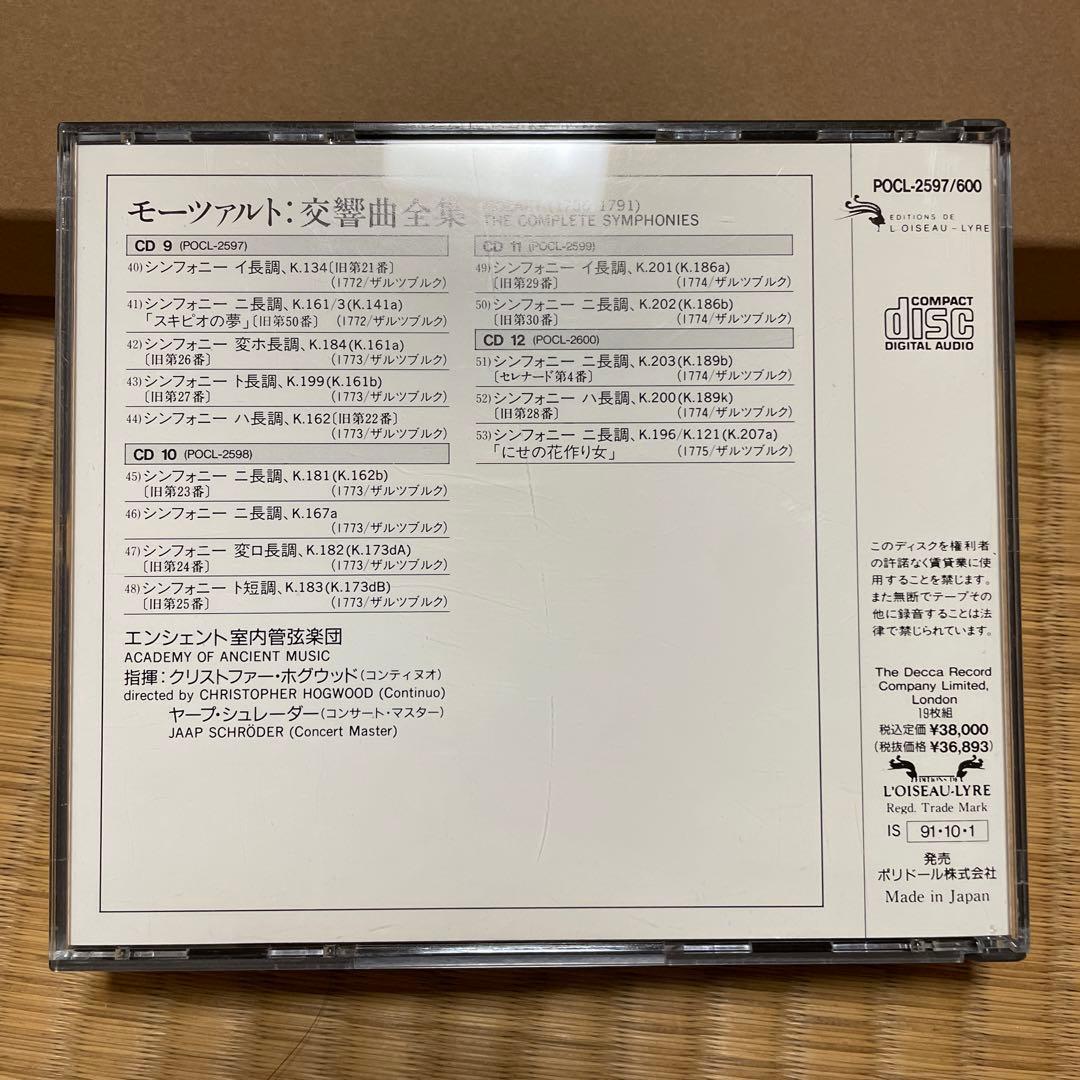 モーツァルト：交響曲全集
1791)
THE COMPLETE SYMPHONIES
CD 9 (POCL-2597)
40)シンフォニー イ長調、K.134〔旧第21番〕
(1772/ザルツブルク)
41)シンフォニー ニ長調、K.161/3(K.141a)
「スキピオの夢」〔旧第50番〕 (1772/ザルツブルク)
42)シンフォニー 変ホ長調、K.184(K.161a)
〔旧第26番〕 (1773/ザルツブルク)
43)シンフォニー ト長調、K.199(K.161b)
〔旧第27番〕 (1773/ザルツブルク)
44)シンフォニー ハ長調、K.162〔旧第22番〕
(1773/ザルツブルク)
CD 10 (POCL-2598)
45)シンフォニー ニ長調、K.181(K.162b)
〔旧第23番〕 (1773/ザルツブルク)
46)シンフォニー ニ長調、K.167a
(1773/ザルツブルク)
47)シンフォニー 変ロ長調、K.182(K.173dA)
〔旧第24番〕 (1773/ザルツブルク)
48)シンフォニー ト短調、K.183(K.173dB)
〔旧第25番〕 (1773/ザルツブルク)
CD 11 (POCL-2599)
49)シンフォニー イ長調、K.201(K.186a)
〔旧第29番〕 (1774/ザルツブルク)
50)シンフォニー ニ長調、K.202(K.186b)
〔旧第30番〕 (1774/ザルツブルク)
CD 12 (POCL-2600)
51)シンフォニー ニ長調、K.203(K.189b)
〔セレナード第4番〕 (1774/ザルツブルク)
52)シンフォニー ハ長調、K.200(K.189k)
〔旧第28番〕 (1774/ザルツブルク)
53)シンフォニー ニ長調、K.196/K.121(K.207a)
「にせの花作り女」 (1775/ザルツブルク)
エンシェント室内管弦楽団
ACADEMY OF ANCIENT MUSIC
指揮：クリストファー・ホグウッド(コンティヌオ)
directed by CHRISTOPHER HOGWOOD (Continuo)
ヤープ・シュレーダー(コンサート・マスター)
JAAP SCHRÖDER (Concert Master)
POCL-2597/600
EDITIONS DE
L'OISEAU-LYRE
COMPACT
disc
DIGITAL AUDIO
このディスクを権利者
の許諾なく賃貸業に使
用することを禁じます。
また無断でテープその
他に録音することは法
律で禁じられています。
The Decca Record
Company Limited,
London
19枚組
税込定価 ¥38,000
(税抜価格 ¥36,893)
EDITIONS DE
L'OISEAU-LYRE
Regd. Trade Mark
IS 91・10・1
発売
ポリドール株式会社
Made in Japan